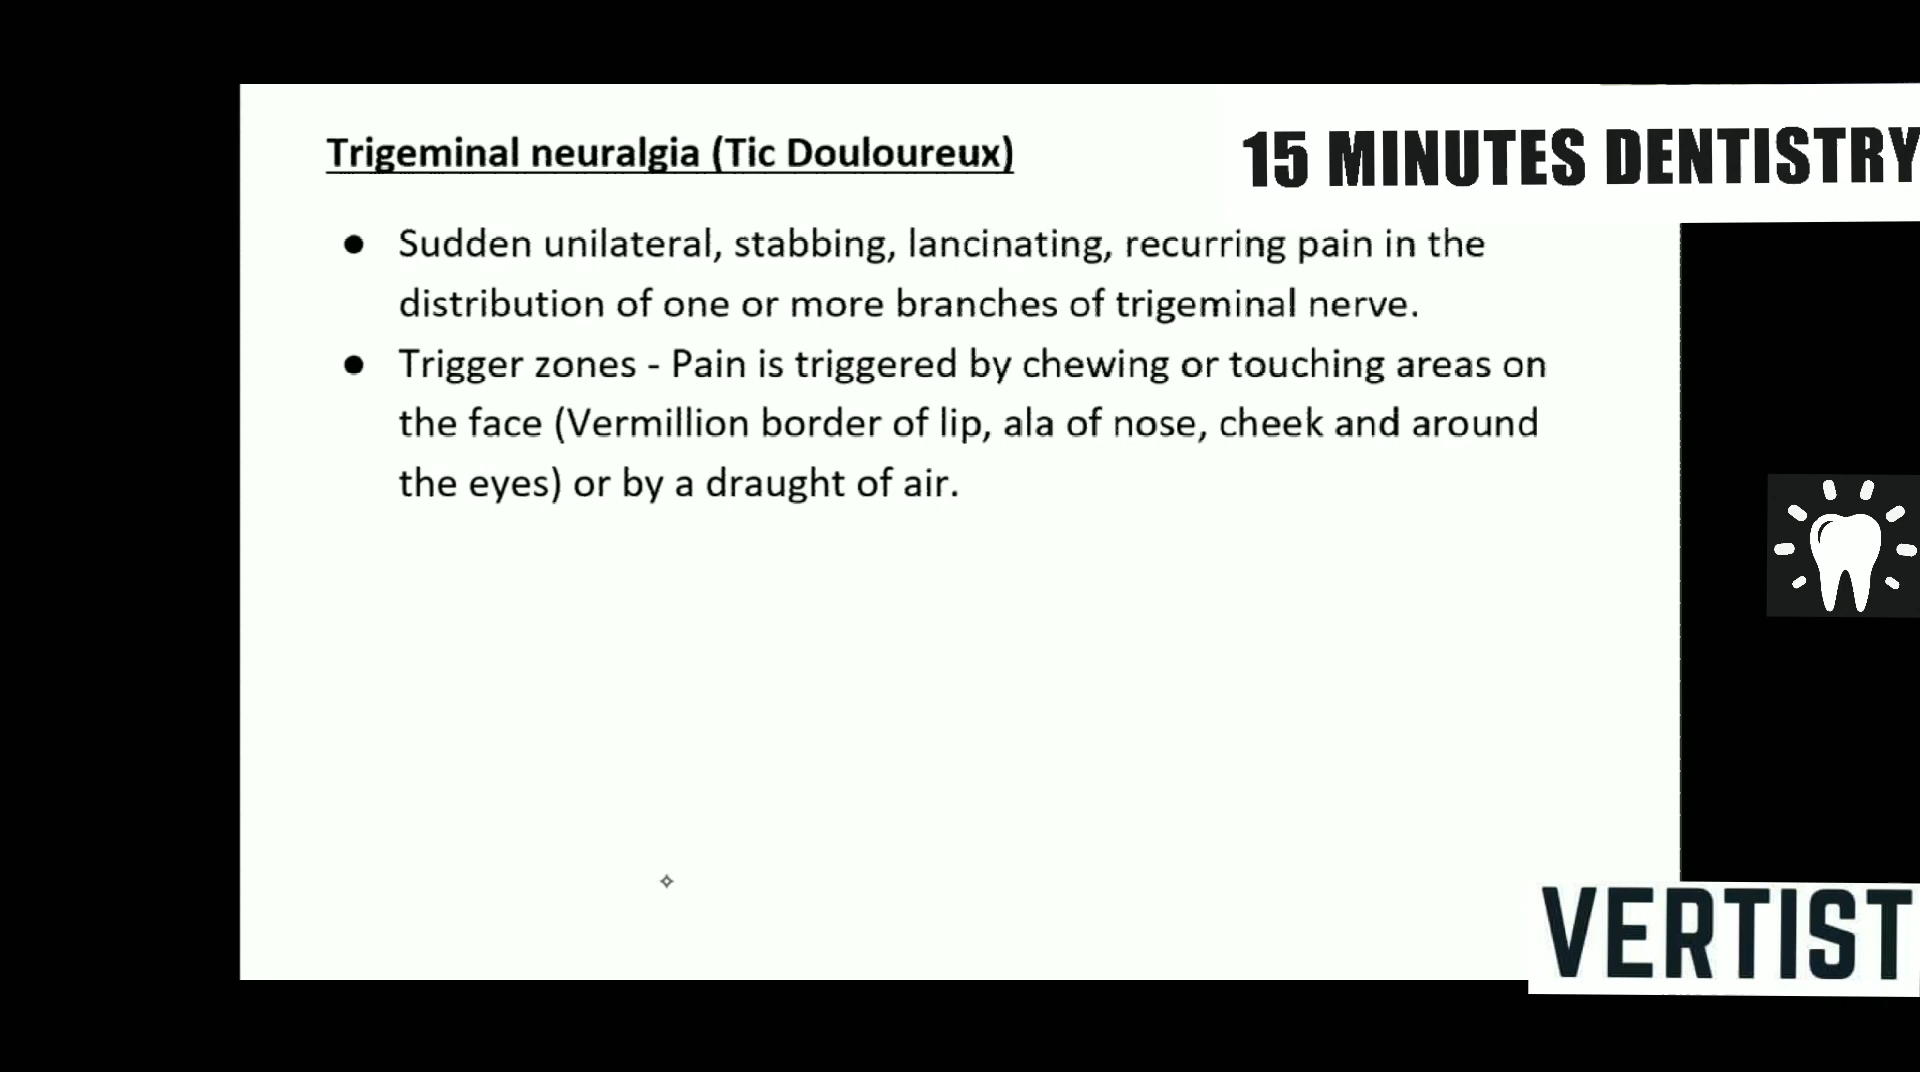 Trigeminal neuralgia (Tic Douloureux)
15 MINUTES DENTISTRY
● Sudden unilateral, stabbing, lancinating, recurring pain in the
distribution of one or more branches of trigeminal nerve.
● Trigger zones - Pain is triggered by chewing or touching areas on
the face (Vermillion border of lip, ala of nose, cheek and around
the eyes) or by a draught of air.
VERTIST